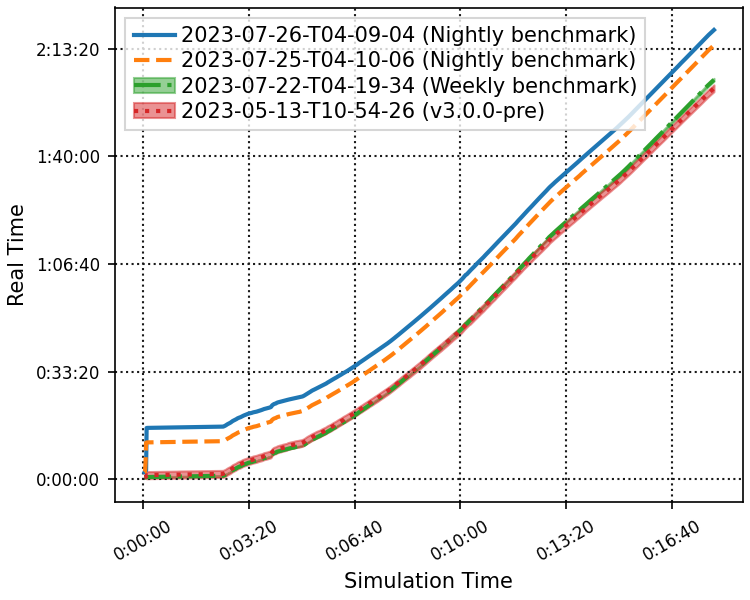 2023-07-26-T04-09-04 (Nightly benchmark)
2023-07-25-T04-10-06 (Nightly benchmark)
2023-07-22-T04-19-34 (Weekly benchmark)
2023-05-13-T10-54-26 (v3.0.0-pre)
2:13:20
1:40:00
1:06:40
0:33:20
0:00:00
Real Time
0:00:00
0:03:20
0:06:40
0:10:00
0:13:20
0:16:40
Simulation Time